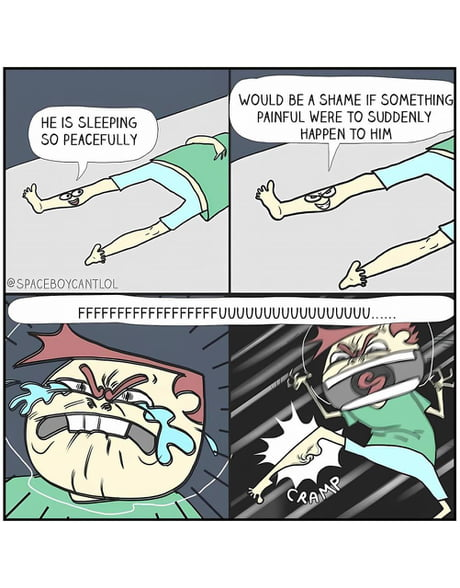 HE IS SLEEPING
SO PEACEFULLY
WOULD BE A SHAME IF SOMETHING
PAINFUL WERE TO SUDDENLY
HAPPEN TO HIM
@SPACEBOYCANTLOL
FFFFFFFFFFFFFFFFFFFUUUUUUUUUUUUUUUUUU......
CRAMP